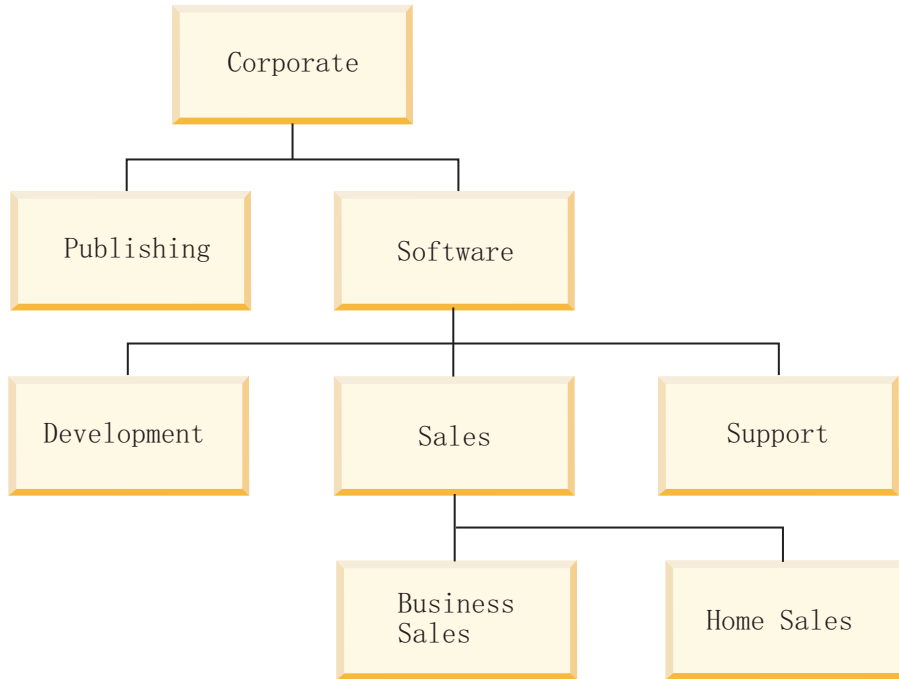 Corporate
Publishing
Software
Development
Sales
Support
Business
Sales
Home Sales